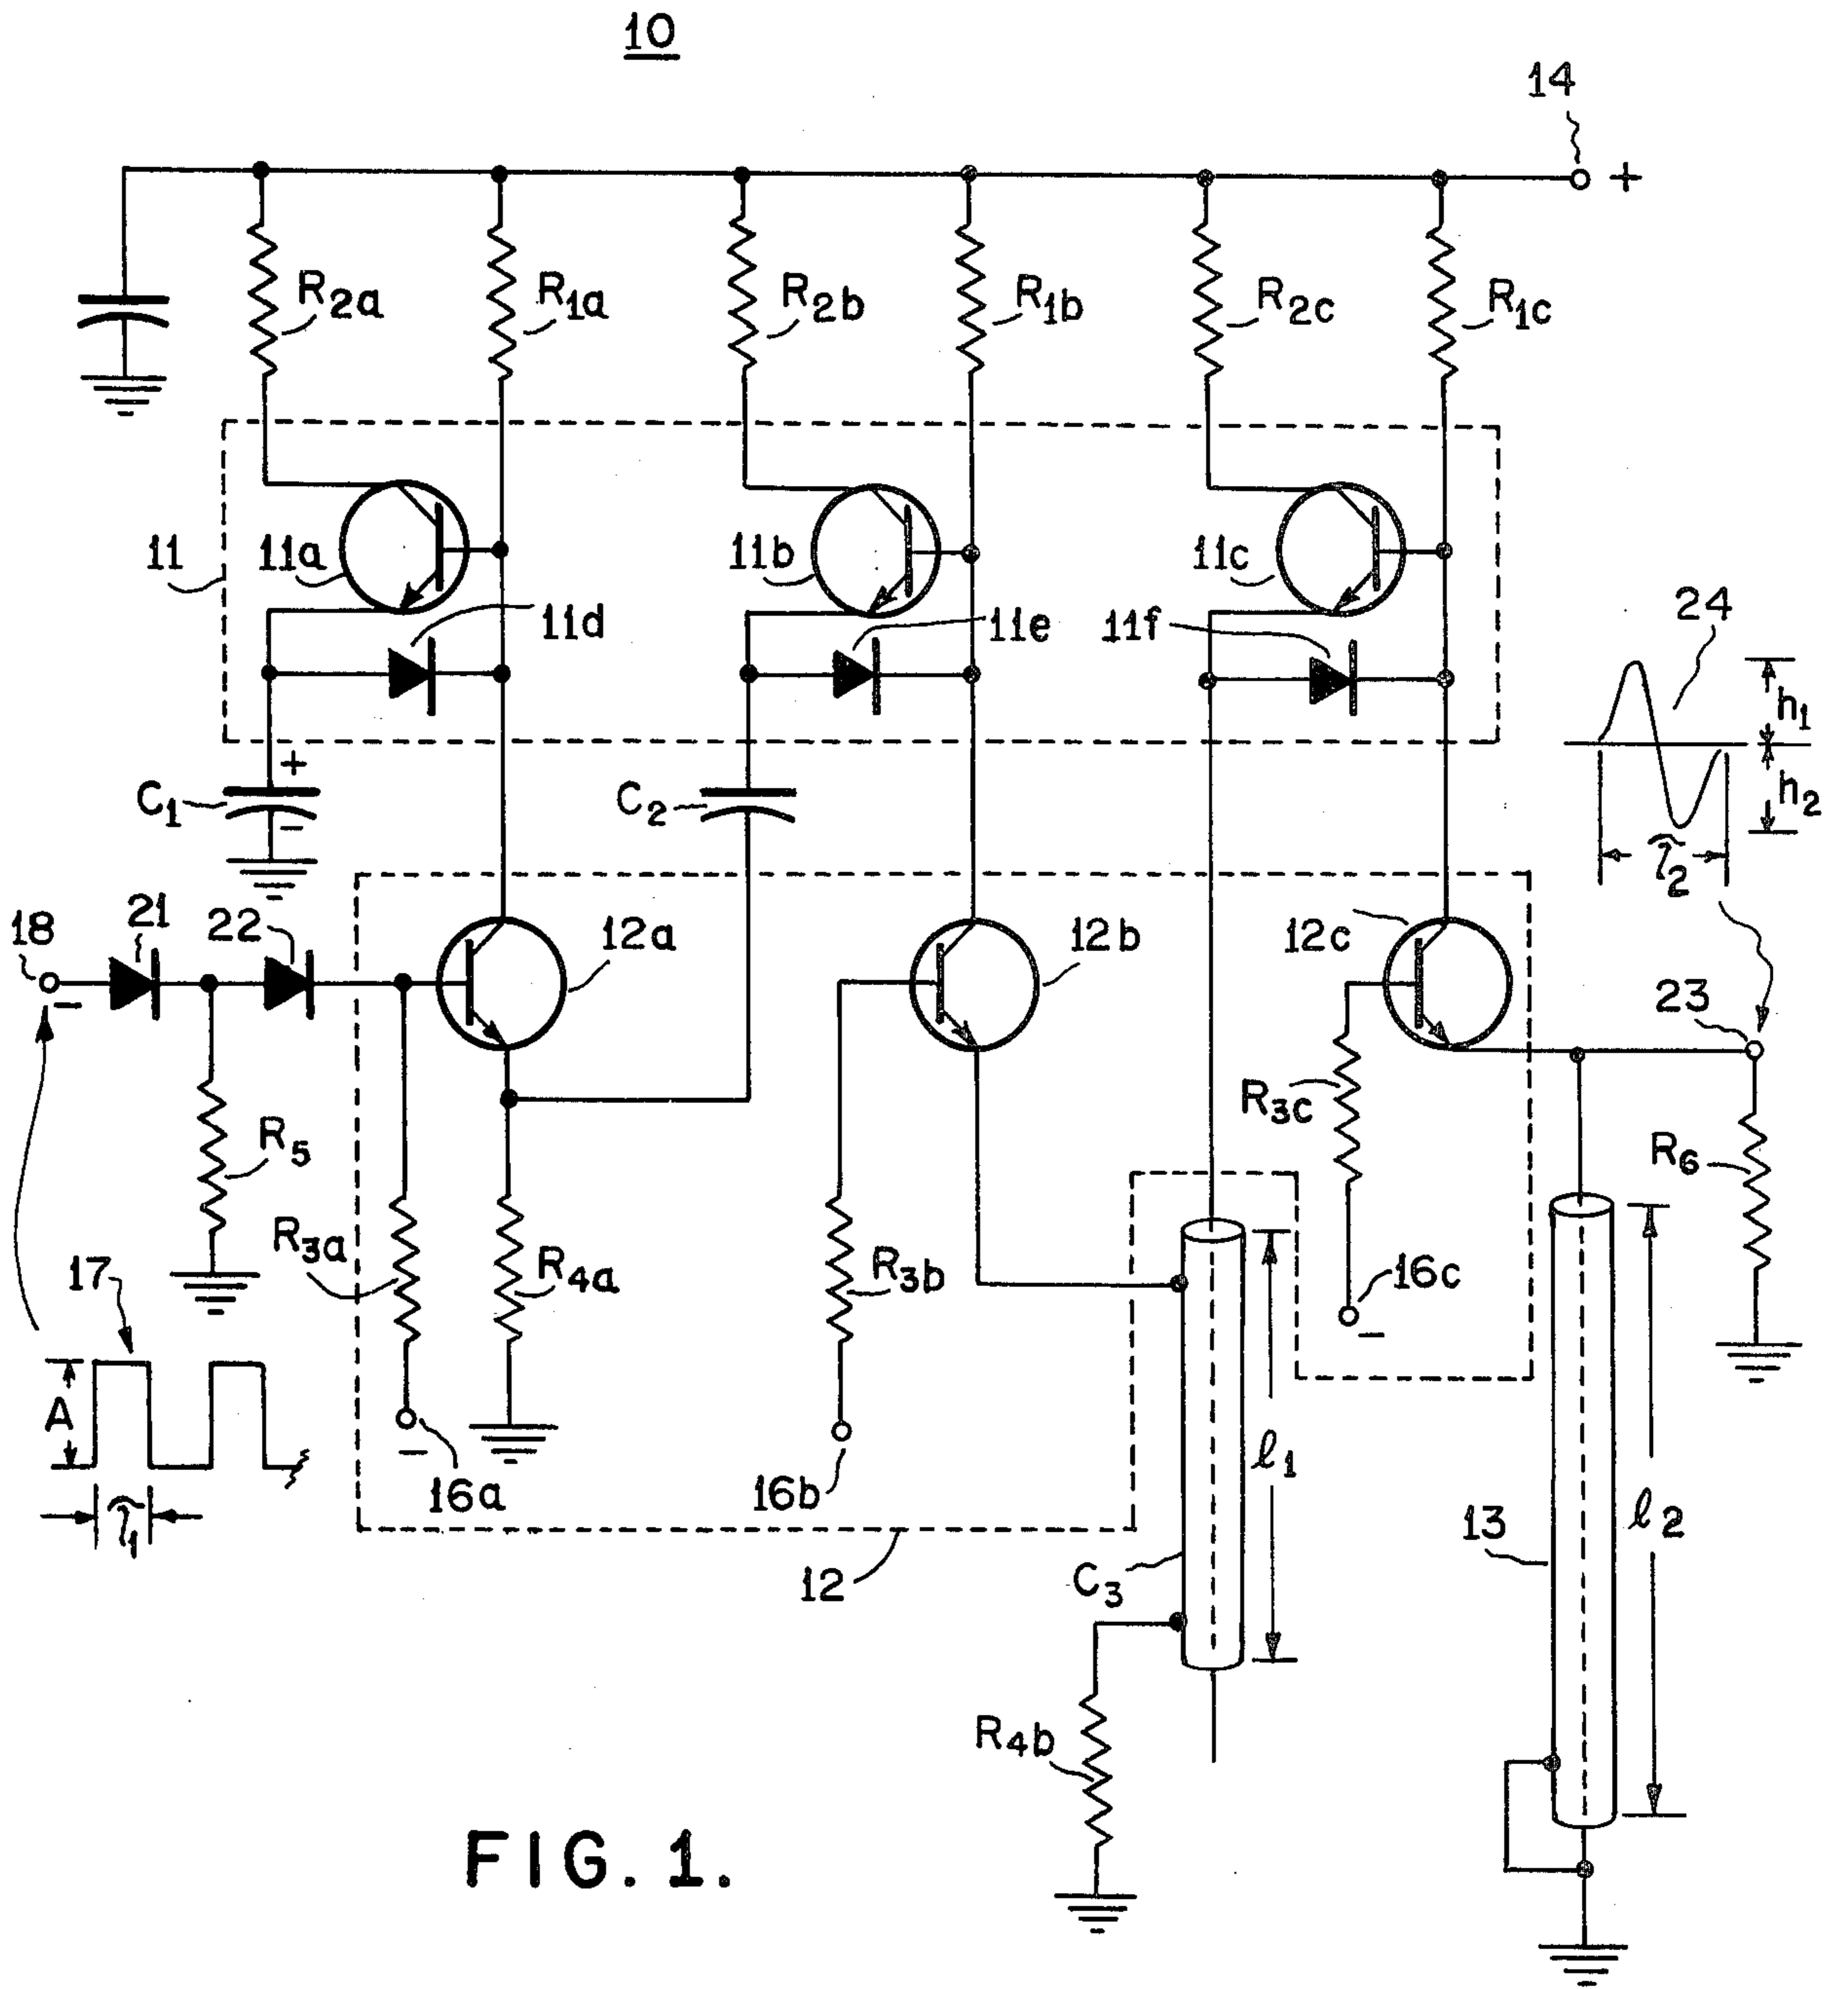 10
14
+
R2a
R1a
R2b
R1b
R2c
R1c
11
11a
11b
11c
11d
11e
11f
24
h1
h2
τ2
C1
+
−
C2
18
−
21
22
12a
12b
12c
23
R5
R3a
R4a
R3b
R3c
R6
16c
−
17
A
τ1
−
16a
16b
12
C3
ℓ1
13
ℓ2
R4b
FIG. 1.